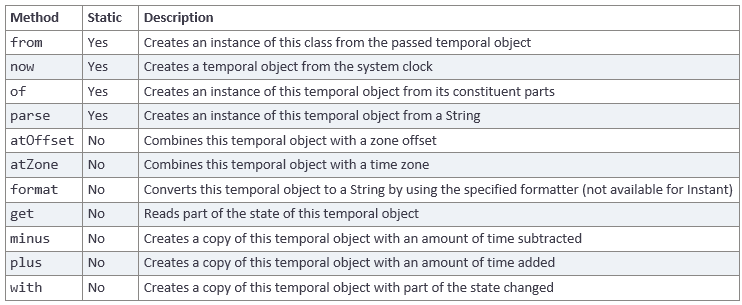 Method Static Description
from Yes Creates an instance of this class from the passed temporal object
now Yes Creates a temporal object from the system clock
of Yes Creates an instance of this temporal object from its constituent parts
parse Yes Creates an instance of this temporal object from a String
atOffset No Combines this temporal object with a zone offset
atZone No Combines this temporal object with a time zone
format No Converts this temporal object to a String by using the specified formatter (not available for Instant)
get No Reads part of the state of this temporal object
minus No Creates a copy of this temporal object with an amount of time subtracted
plus No Creates a copy of this temporal object with an amount of time added
with No Creates a copy of this temporal object with part of the state changed